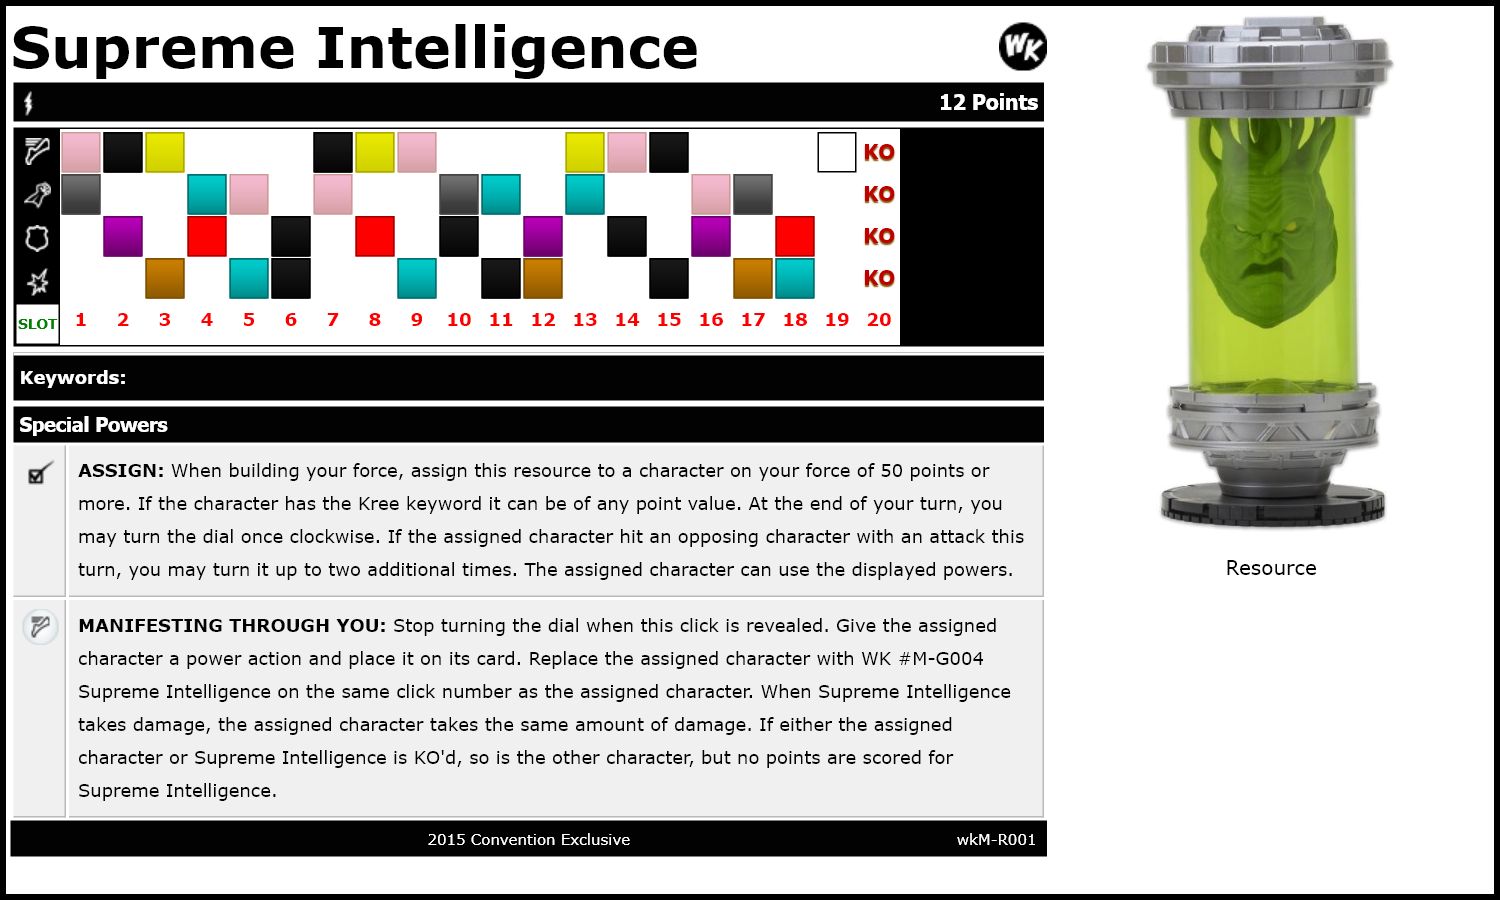 Supreme Intelligence
WK
12 Points
KO
KO
KO
KO
SLOT 1 2 3 4 5 6 7 8 9 10 11 12 13 14 15 16 17 18 19 20
Keywords:
Special Powers
ASSIGN: When building your force, assign this resource to a character on your force of 50 points or
more. If the character has the Kree keyword it can be of any point value. At the end of your turn, you
may turn the dial once clockwise. If the assigned character hit an opposing character with an attack this
turn, you may turn it up to two additional times. The assigned character can use the displayed powers.
MANIFESTING THROUGH YOU: Stop turning the dial when this click is revealed. Give the assigned
character a power action and place it on its card. Replace the assigned character with WK #M-G004
Supreme Intelligence on the same click number as the assigned character. When Supreme Intelligence
takes damage, the assigned character takes the same amount of damage. If either the assigned
character or Supreme Intelligence is KO'd, so is the other character, but no points are scored for
Supreme Intelligence.
2015 Convention Exclusive wkM-R001
Resource